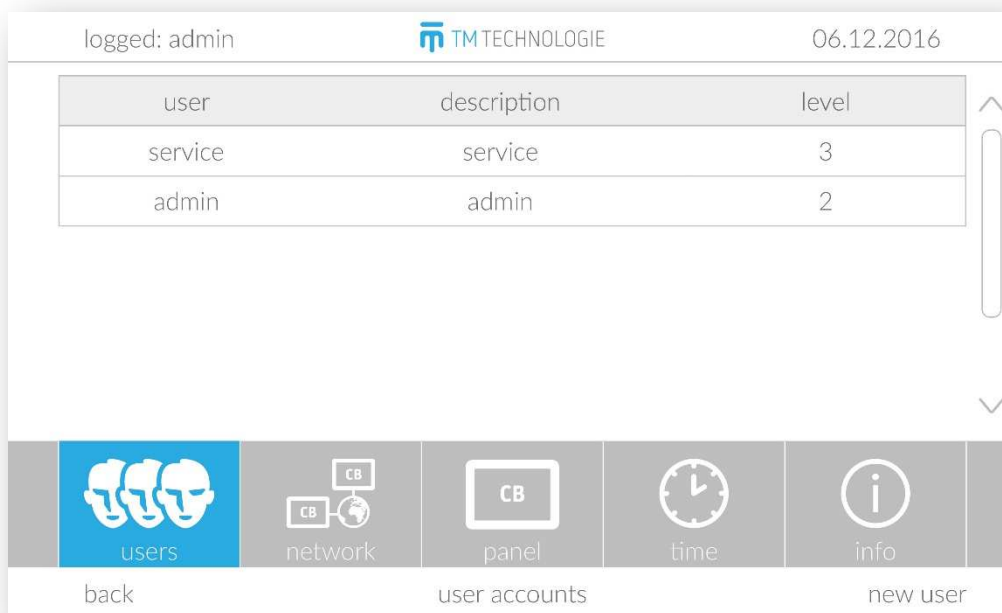 logged: admin TM TECHNOLOGIE 06.12.2016
user description level
service service 3
admin admin 2
CB
CB CB
users network panel time info
back user accounts new user